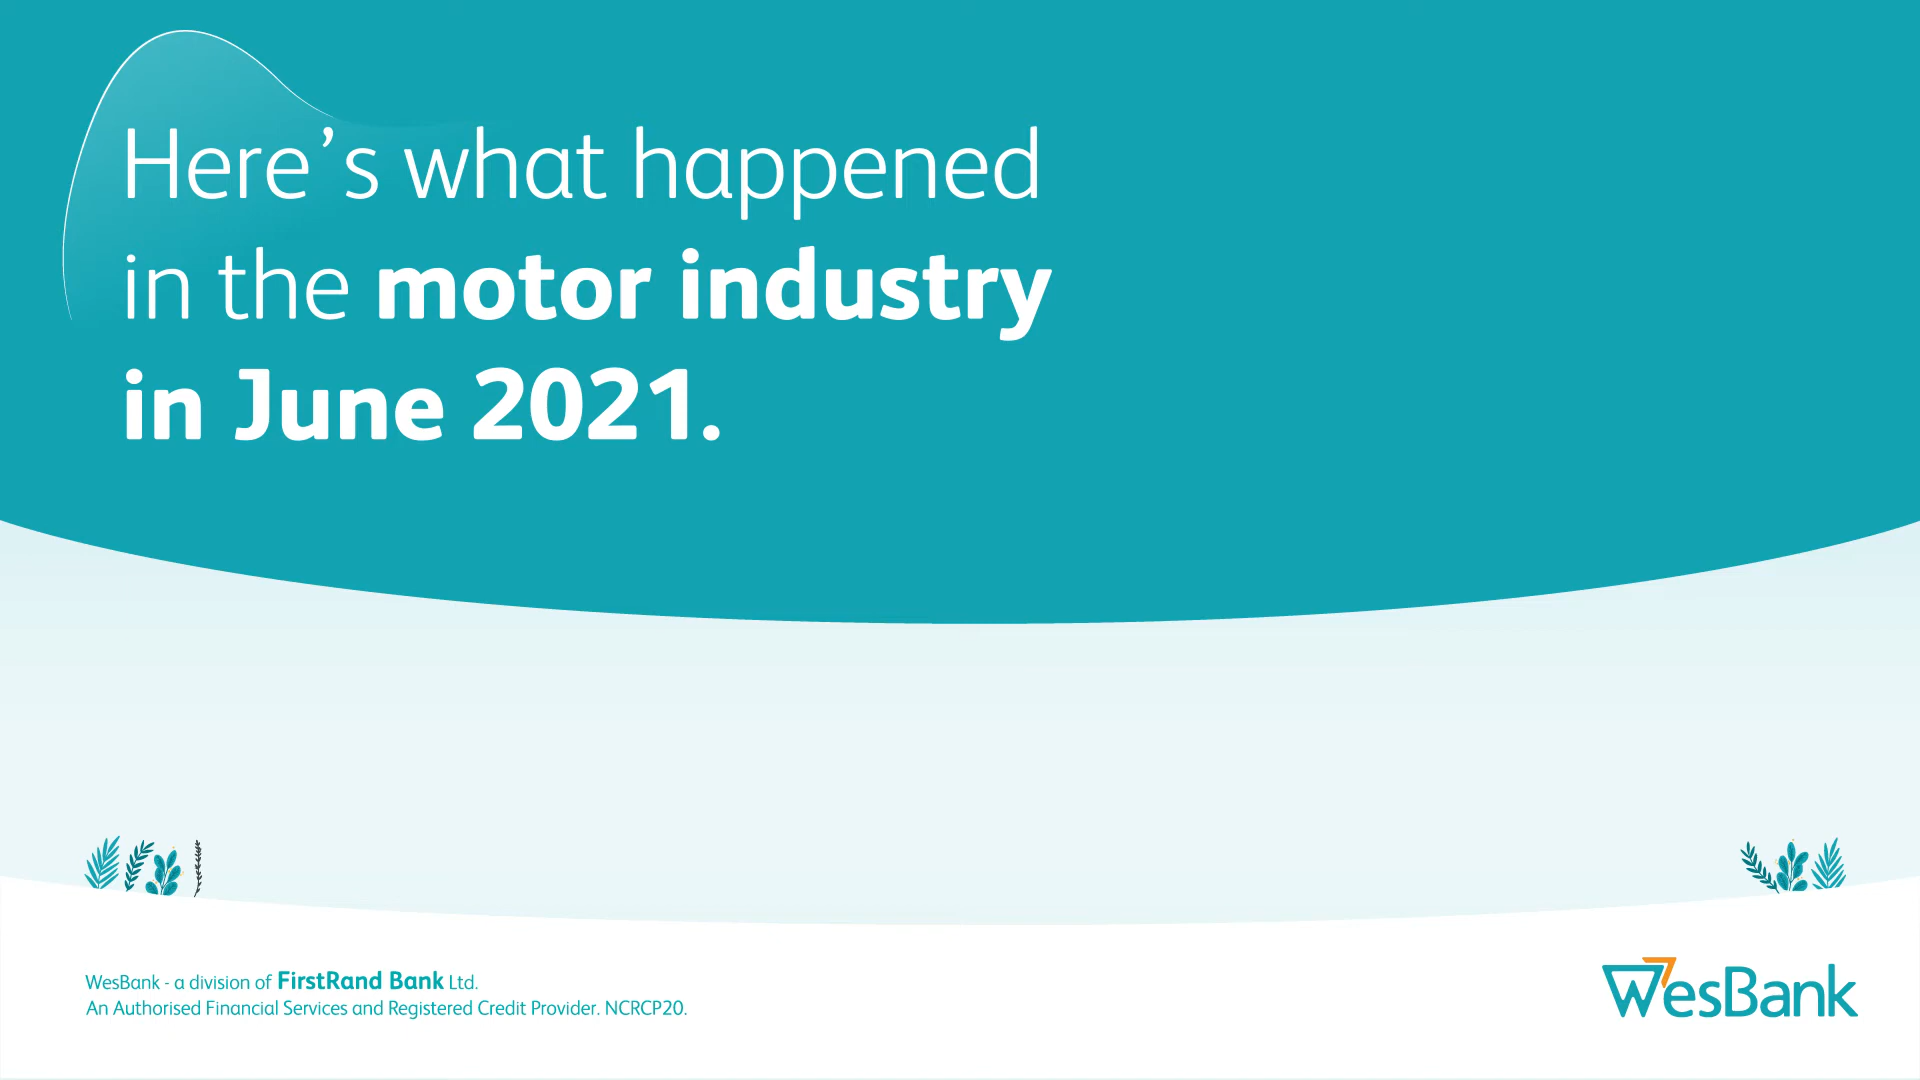 Here’s what happened
in the motor industry
in June 2021.
WesBank - a division of FirstRand Bank Ltd.
An Authorised Financial Services and Registered Credit Provider. NCRCP20.
WesBank